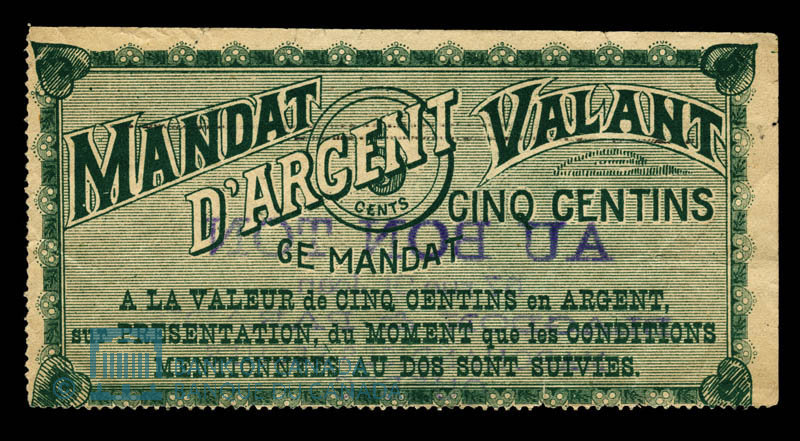 MANDAT
D'ARGENT
VALANT
5
CENTS
CINQ CENTINS
CE MANDAT
AU BON TON
A LA VALEUR de CINQ CENTINS en ARGENT,
sur PRESENTATION, du MOMENT que les CONDITIONS
MENTIONNEES AU DOS SONT SUIVIES.